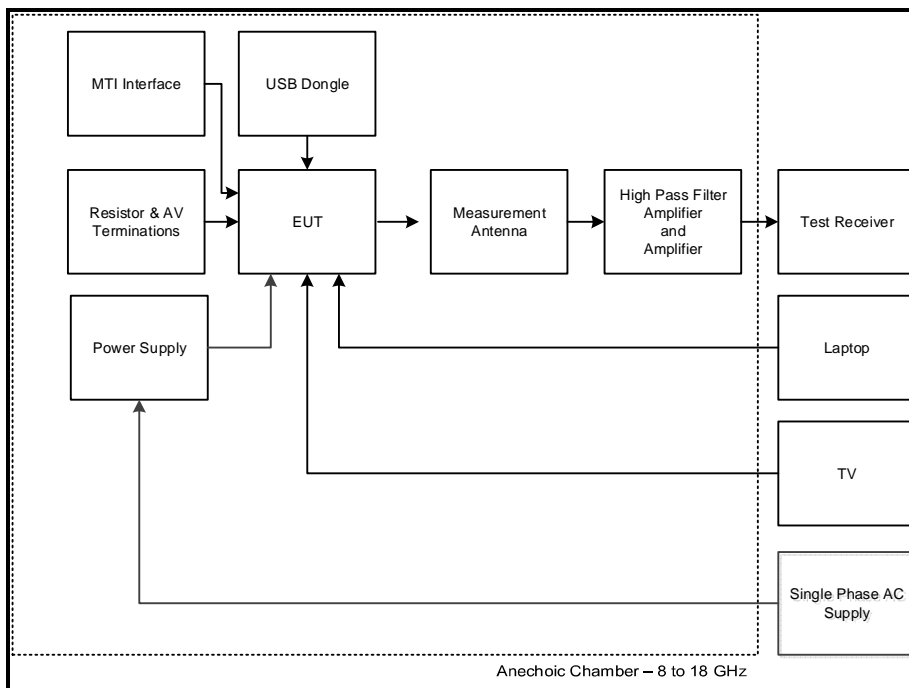 MTI Interface
USB Dongle
Resistor & AV
Terminations
EUT
Measurement
Antenna
High Pass Filter
Amplifier
and
Amplifier
Test Receiver
Power Supply
Laptop
TV
Single Phase AC
Supply
Anechoic Chamber – 8 to 18 GHz